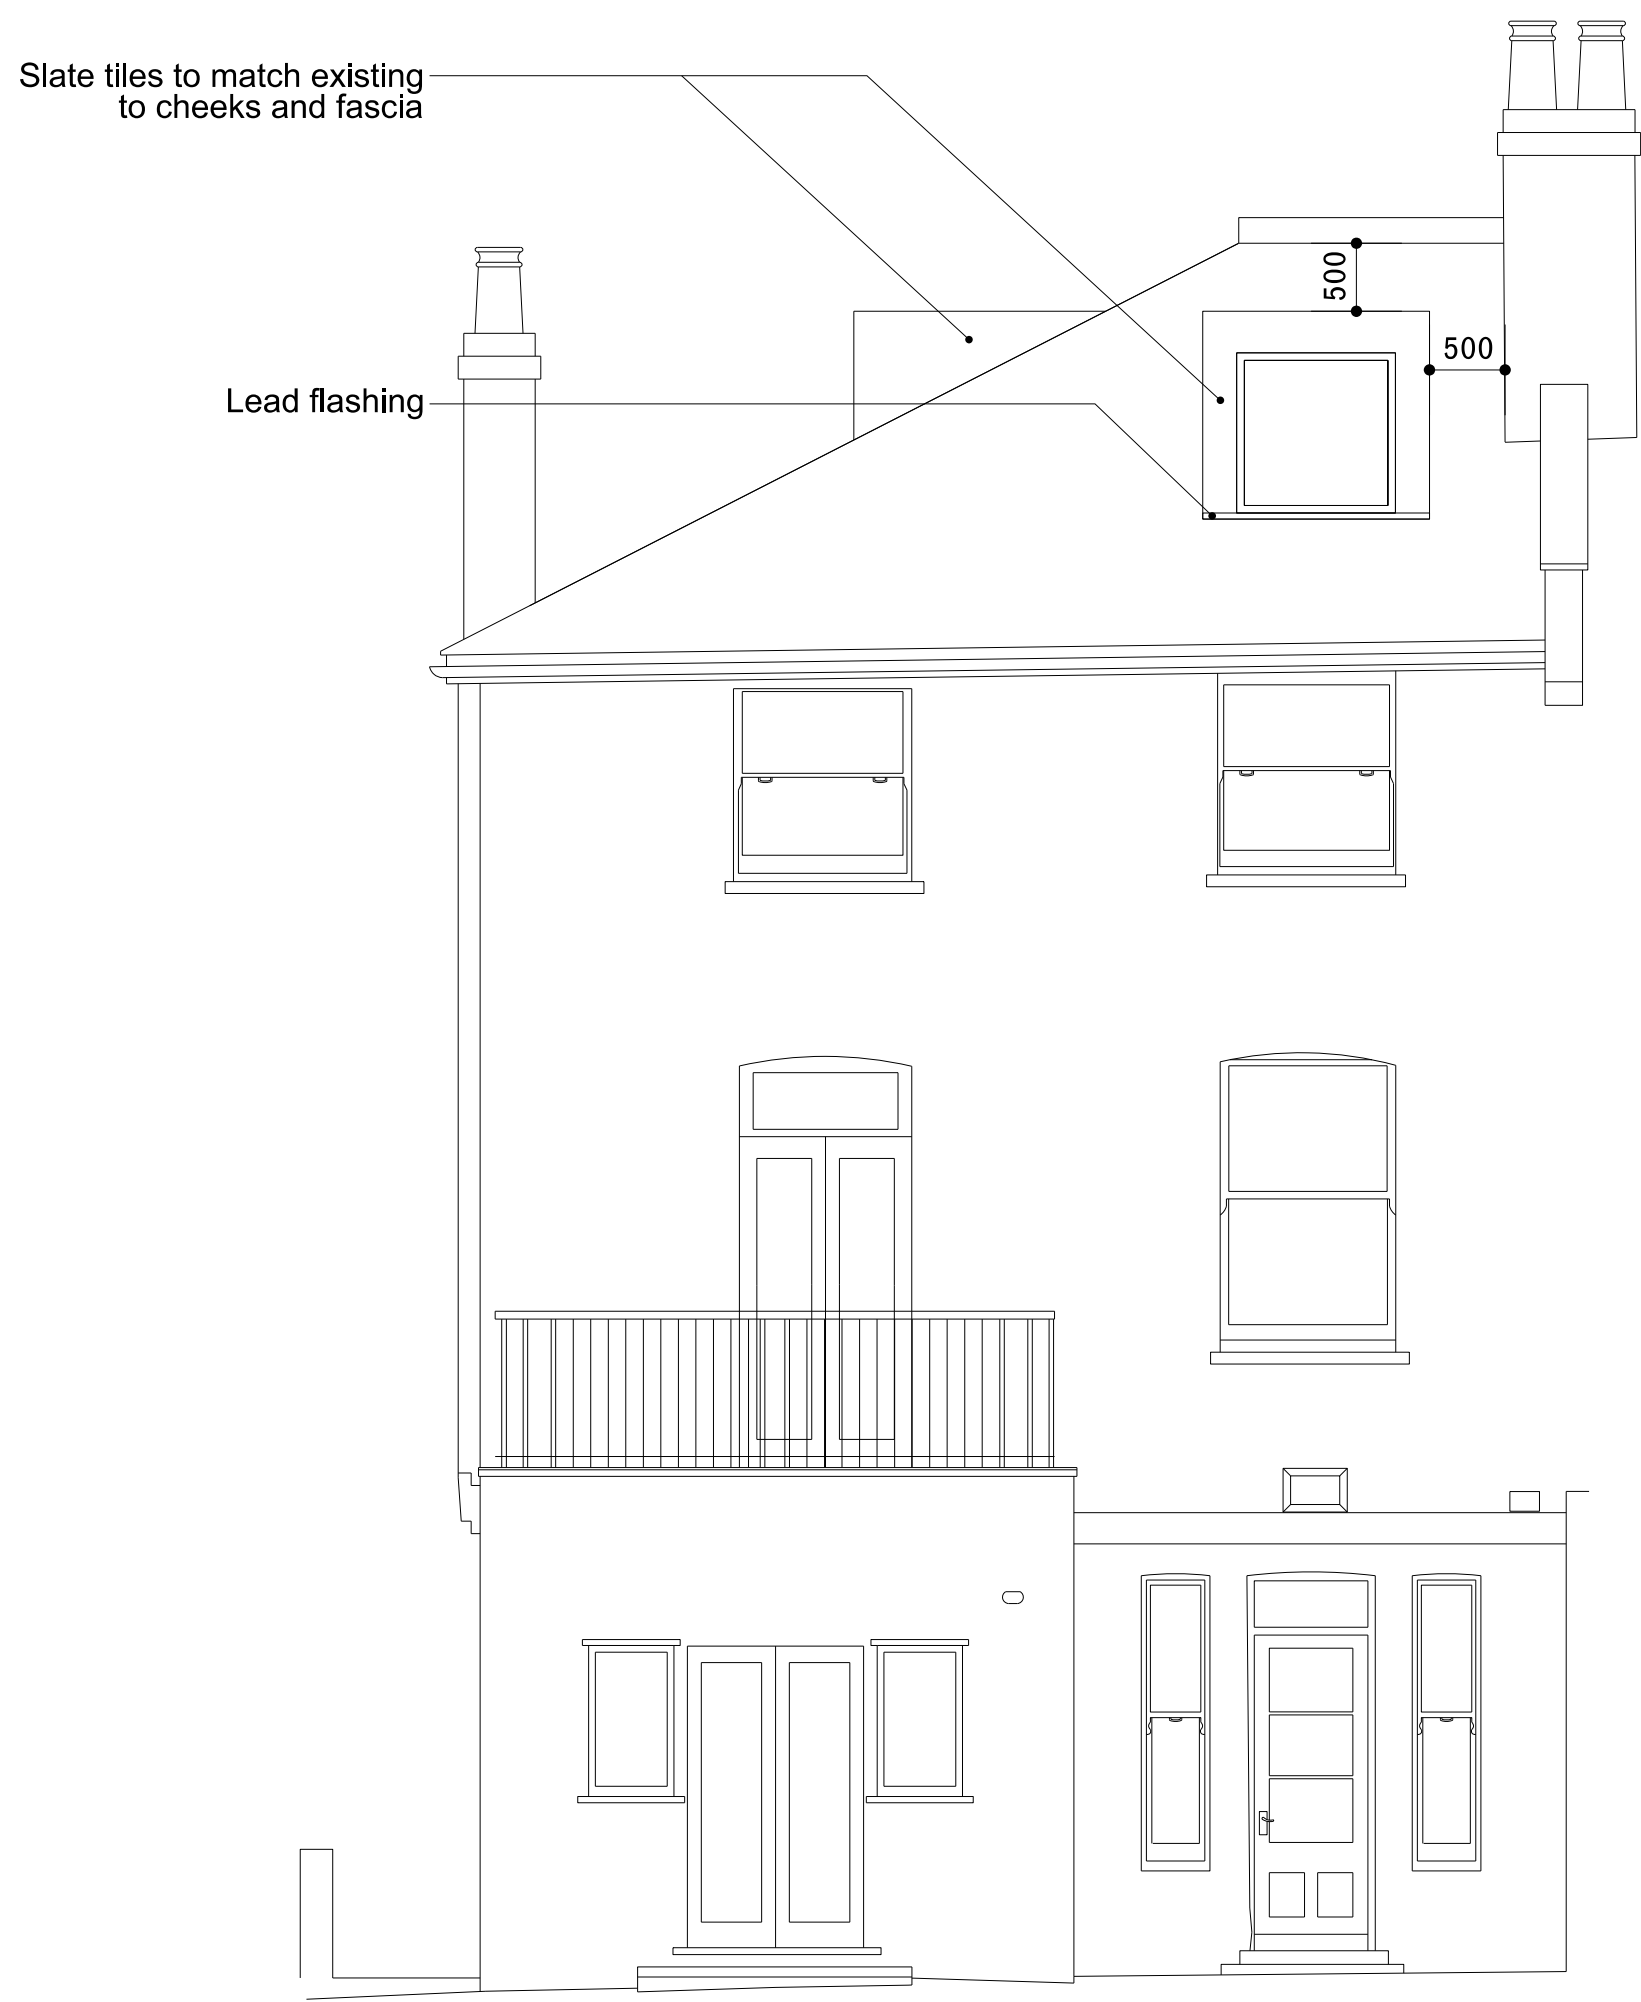 Slate tiles to match existing
to cheeks and fascia
500
500
Lead flashing